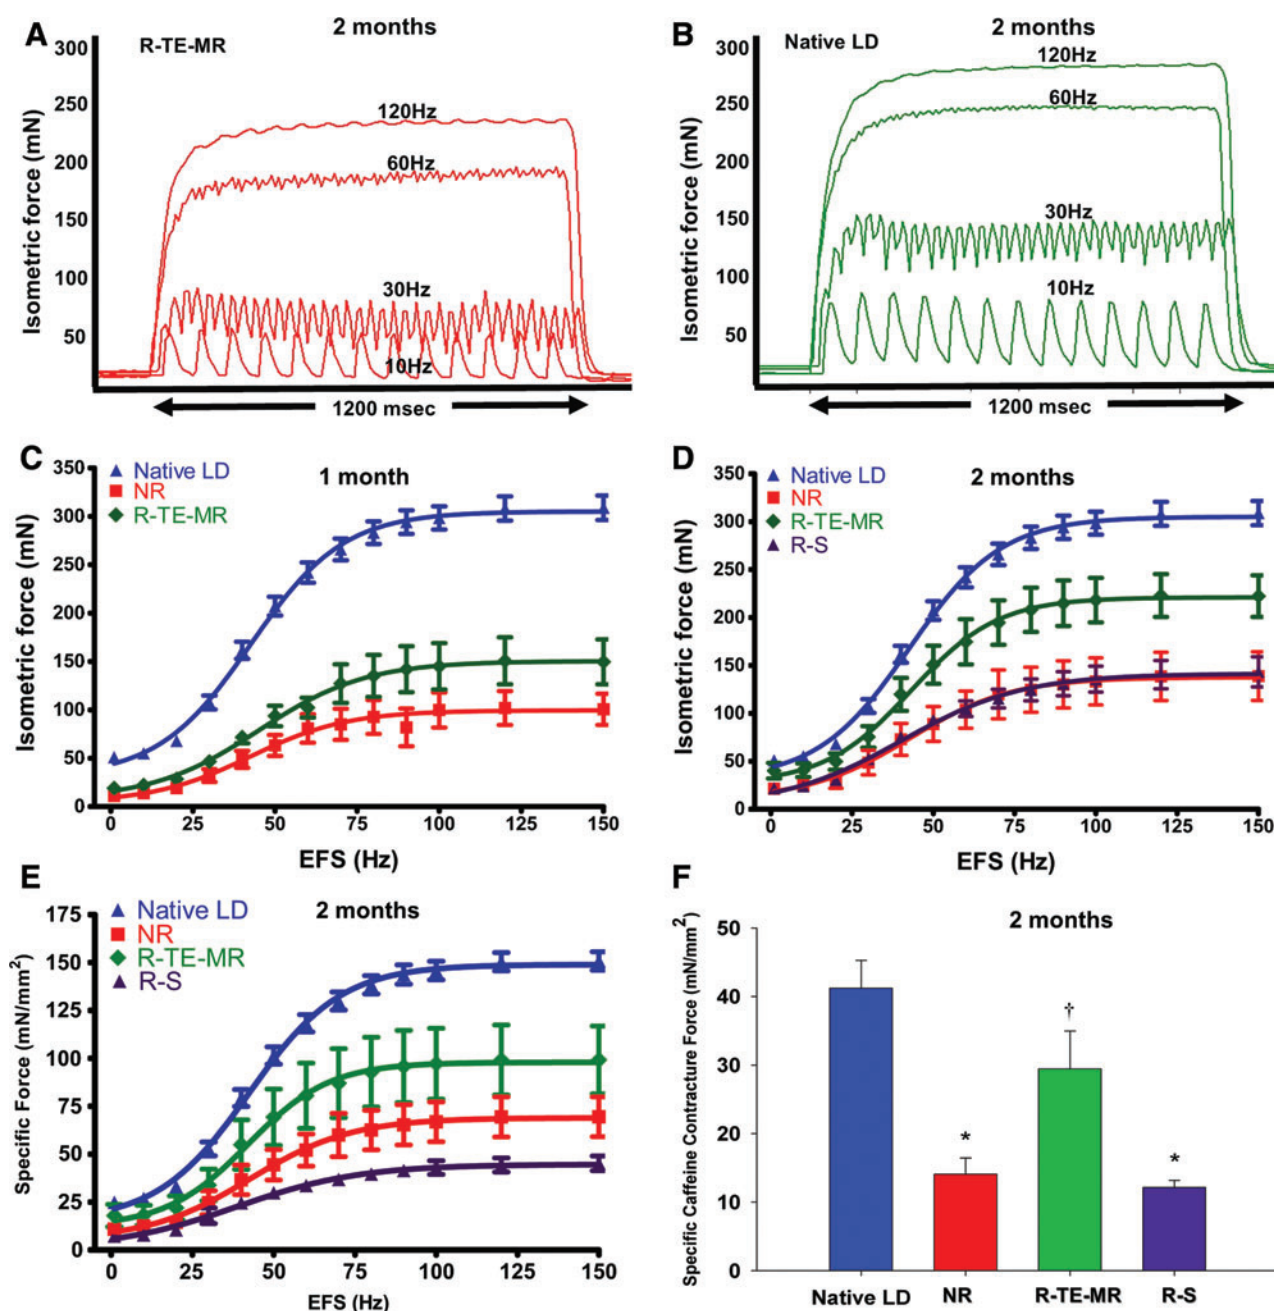 A
2 months
R-TE-MR
Isometric force (mN)
300
250
200
150
100
50
120Hz
60Hz
30Hz
10Hz
1200 msec
B
2 months
Native LD
Isometric force (mN)
300
250
200
150
100
50
120Hz
60Hz
30Hz
10Hz
1200 msec
C
1 month
Native LD
NR
R-TE-MR
Isometric force (mN)
350
300
250
200
150
100
50
0
0 25 50 75 100 125 150
EFS (Hz)
D
2 months
Native LD
NR
R-TE-MR
R-S
Isometric force (mN)
350
300
250
200
150
100
50
0
0 25 50 75 100 125 150
EFS (Hz)
E
2 months
Native LD
NR
R-TE-MR
R-S
Specific Force (mN/mm²)
175
150
125
100
75
50
25
0
0 25 50 75 100 125 150
EFS (Hz)
F
2 months
Specific Caffeine Contracture Force (mN/mm²)
50
40
30
20
10
0
*
†
*
Native LD NR R-TE-MR R-S